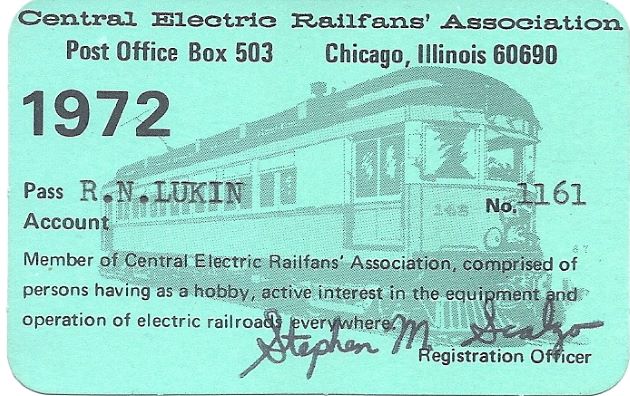 Central Electric Railfans' Association
Post Office Box 503 Chicago, Illinois 60690
1972
Pass R.N.LUKIN No. 1161
Account
Member of Central Electric Railfans' Association, comprised of
persons having as a hobby, active interest in the equipment and
operation of electric railroads everywhere.
Stephen M Scalzo
Registration Officer